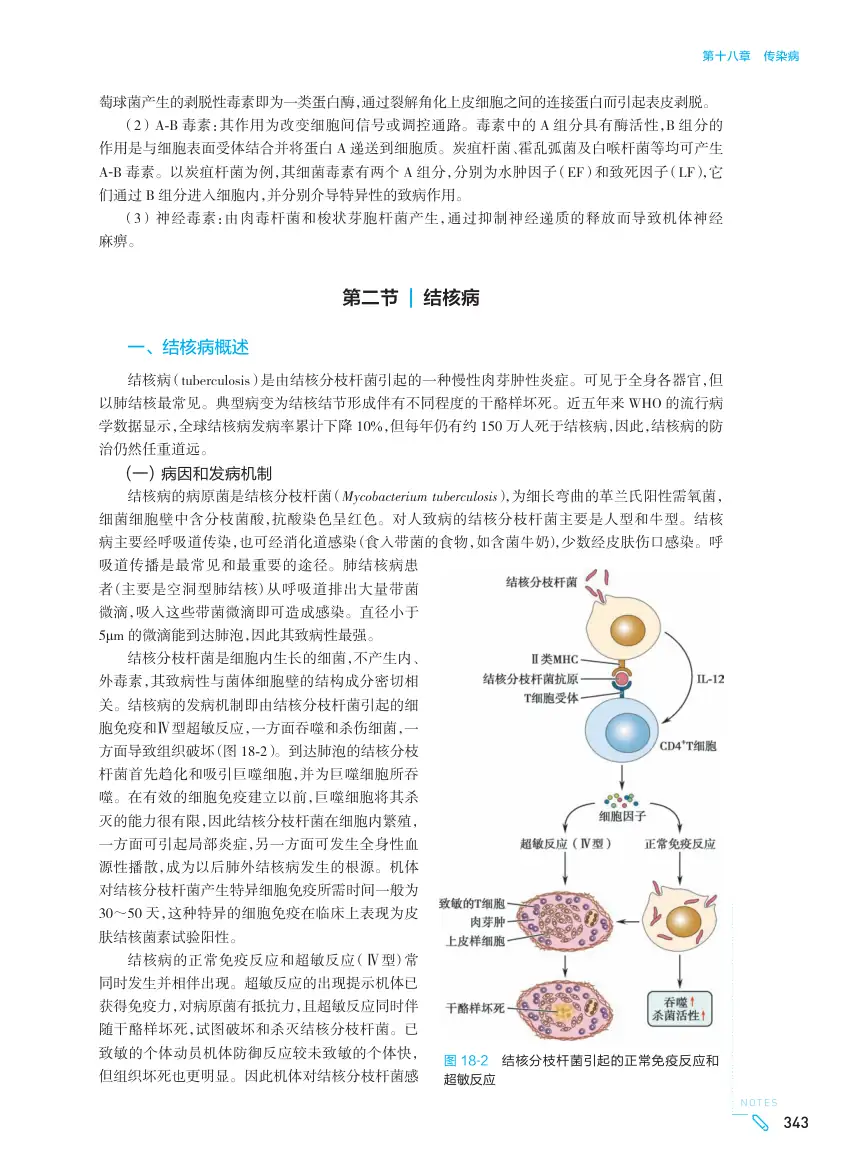 第十八章 传染病
萄球菌产生的剥脱性毒素即为一类蛋白酶,通过裂解角化上皮细胞之间的连接蛋白而引起表皮剥脱。
（2）A-B 毒素:其作用为改变细胞间信号或调控通路。毒素中的 A 组分具有酶活性,B 组分的
作用是与细胞表面受体结合并将蛋白 A 递送到细胞质。炭疽杆菌、霍乱弧菌及白喉杆菌等均可产生
A-B 毒素。以炭疽杆菌为例,其细菌毒素有两个 A 组分,分别为水肿因子（EF）和致死因子（LF）,它
们通过 B 组分进入细胞内,并分别介导特异性的致病作用。
（3）神经毒素:由肉毒杆菌和梭状芽胞杆菌产生,通过抑制神经递质的释放而导致机体神经
麻痹。
第二节 | 结核病
一、结核病概述
结核病（tuberculosis）是由结核分枝杆菌引起的一种慢性肉芽肿性炎症。可见于全身各器官,但
以肺结核最常见。典型病变为结核结节形成伴有不同程度的干酪样坏死。近五年来 WHO 的流行病
学数据显示,全球结核病发病率累计下降 10%,但每年仍有约 150 万人死于结核病,因此,结核病的防
治仍然任重道远。
（一）病因和发病机制
结核病的病原菌是结核分枝杆菌（Mycobacterium tuberculosis）,为细长弯曲的革兰氏阳性需氧菌,
细菌细胞壁中含分枝菌酸,抗酸染色呈红色。对人致病的结核分枝杆菌主要是人型和牛型。结核
病主要经呼吸道传染,也可经消化道感染（食入带菌的食物,如含菌牛奶）,少数经皮肤伤口感染。呼
吸道传播是最常见和最重要的途径。肺结核病患
者（主要是空洞型肺结核）从呼吸道排出大量带菌
微滴,吸入这些带菌微滴即可造成感染。直径小于
5μm 的微滴能到达肺泡,因此其致病性最强。
结核分枝杆菌是细胞内生长的细菌,不产生内、
外毒素,其致病性与菌体细胞壁的结构成分密切相
关。结核病的发病机制即由结核分枝杆菌引起的细
胞免疫和Ⅳ型超敏反应,一方面吞噬和杀伤细菌,一
方面导致组织破坏（图 18-2）。到达肺泡的结核分枝
杆菌首先趋化和吸引巨噬细胞,并为巨噬细胞所吞
噬。在有效的细胞免疫建立以前,巨噬细胞将其杀
灭的能力很有限,因此结核分枝杆菌在细胞内繁殖,
一方面可引起局部炎症,另一方面可发生全身性血
源性播散,成为以后肺外结核病发生的根源。机体
对结核分枝杆菌产生特异细胞免疫所需时间一般为
30～50 天,这种特异的细胞免疫在临床上表现为皮
肤结核菌素试验阳性。
结核病的正常免疫反应和超敏反应（Ⅳ型）常
同时发生并相伴出现。超敏反应的出现提示机体已
获得免疫力,对病原菌有抵抗力,且超敏反应同时伴
随干酪样坏死,试图破坏和杀灭结核分枝杆菌。已
致敏的个体动员机体防御反应较未致敏的个体快,
但组织坏死也更明显。因此机体对结核分枝杆菌感
结核分枝杆菌
Ⅱ类MHC
结核分枝杆菌抗原
T细胞受体
IL-12
CD4⁺T细胞
细胞因子
超敏反应（Ⅳ型）
正常免疫反应
致敏的T细胞
肉芽肿
上皮样细胞
干酪样坏死
吞噬↑
杀菌活性↑
图 18-2 结核分枝杆菌引起的正常免疫反应和
超敏反应
NOTES
343